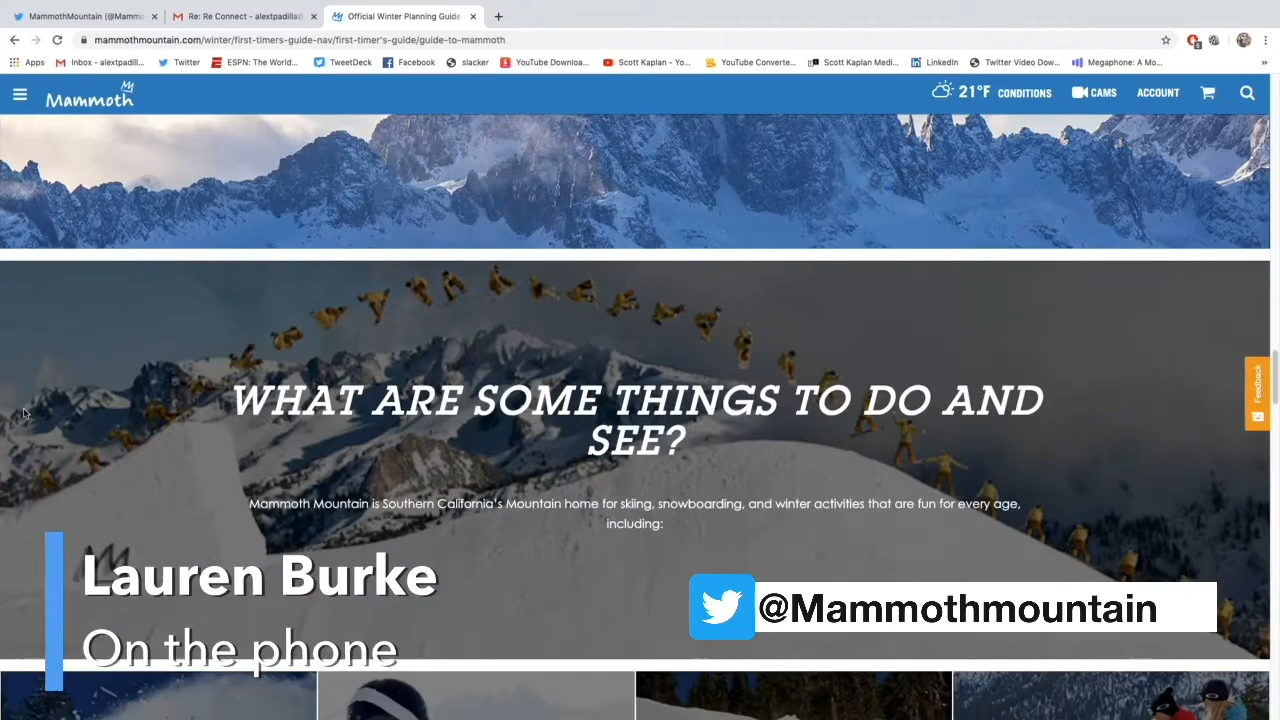 MammothMountain (@Mammo
Re: Re Connect - alextpadilla@
Official Winter Planning Guide
mammothmountain.com/winter/first-timers-guide-nav/first-timer's-guide/guide-to-mammoth
Apps
Inbox - alextpadill...
Twitter
ESPN: The World...
TweetDeck
Facebook
slacker
YouTube Downloa...
Scott Kaplan - Yo...
YouTube Converte...
Scott Kaplan Medi...
LinkedIn
Twitter Video Dow...
Megaphone: A Mo...
Mammoth
21°F CONDITIONS
CAMS
ACCOUNT
WHAT ARE SOME THINGS TO DO AND
SEE?
Feedback
Mammoth Mountain is Southern California's Mountain home for skiing, snowboarding, and winter activities that are fun for every age,
including:
Lauren Burke
On the phone
@Mammothmountain